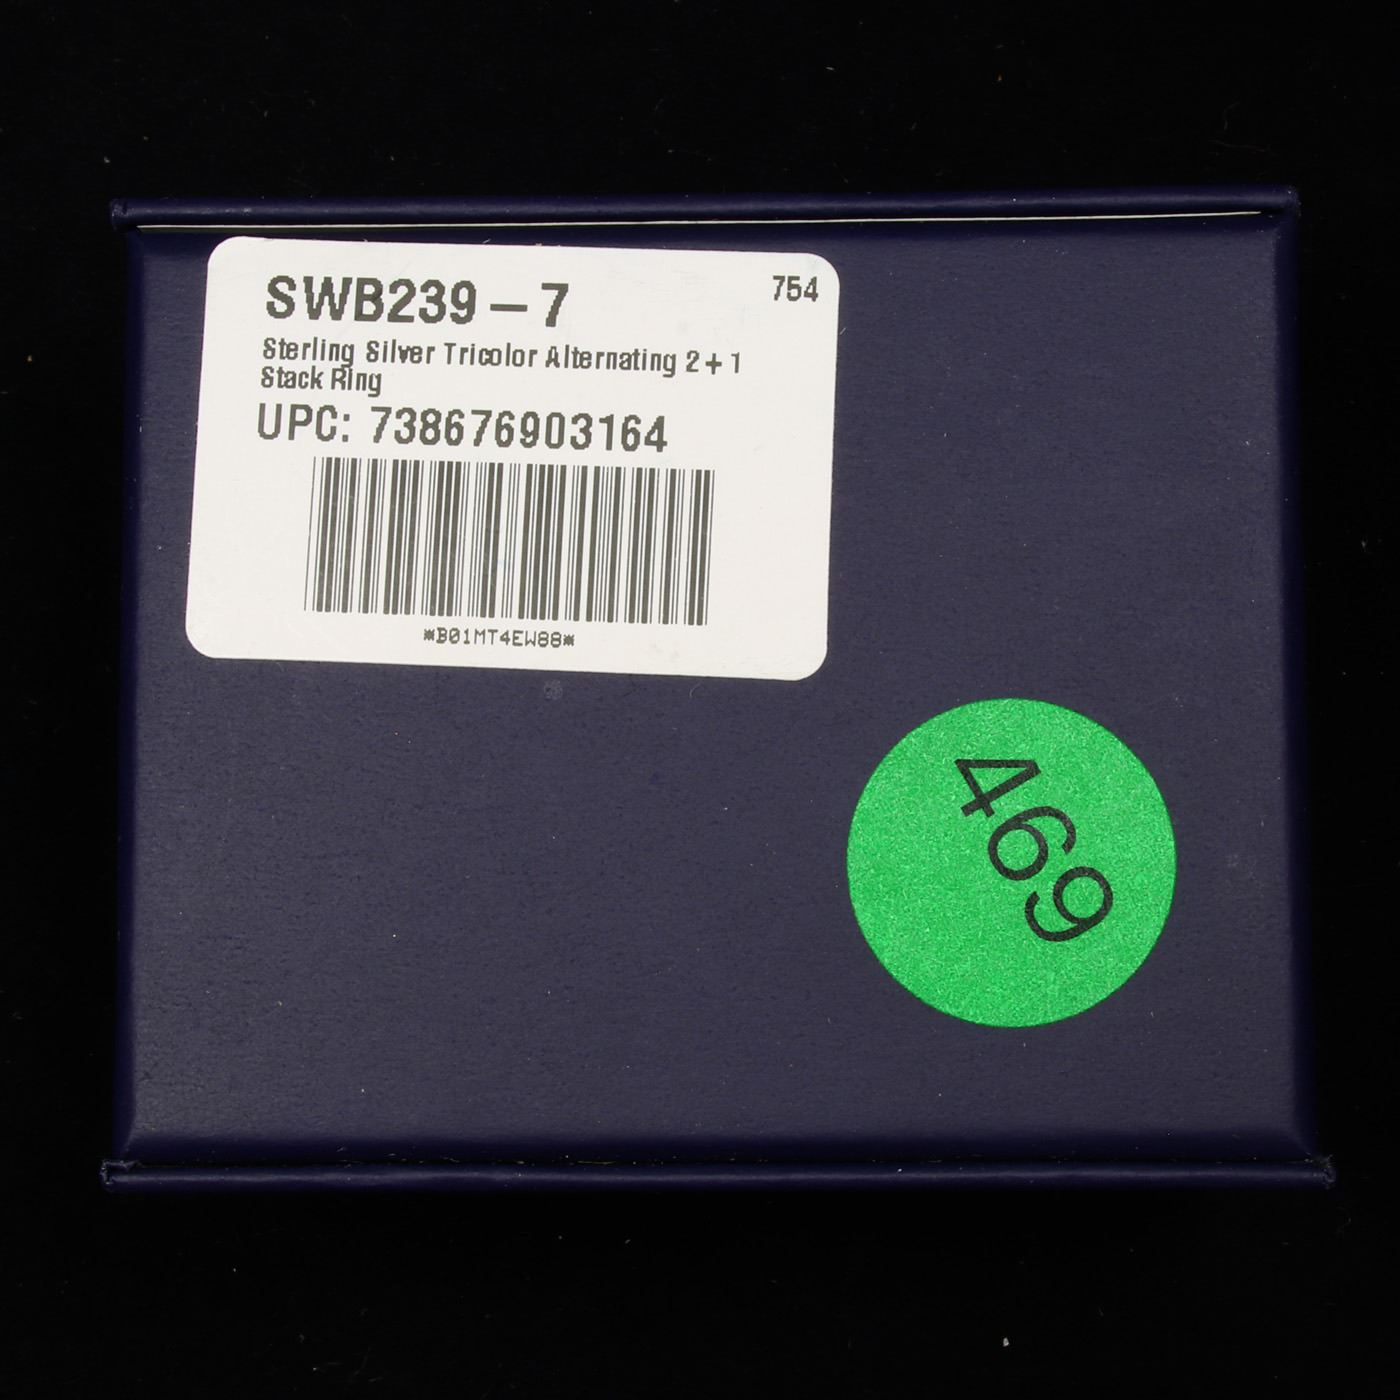 SWB239 – 7
754
Sterling Silver Tricolor Alternating 2 + 1
Stack Ring
UPC: 738676903164
*B01MT4EW88*
469